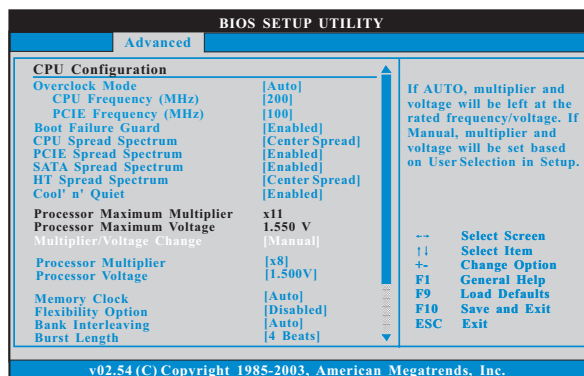 BIOS SETUP UTILITY
Advanced
CPU Configuration
Overclock Mode [Auto]
CPU Frequency (MHz) [200]
PCIE Frequency (MHz) [100]
Boot Failure Guard [Enabled]
CPU Spread Spectrum [Center Spread]
PCIE Spread Spectrum [Enabled]
SATA Spread Spectrum [Enabled]
HT Spread Spectrum [Center Spread]
Cool' n' Quiet [Enabled]
Processor Maximum Multiplier x11
Processor Maximum Voltage 1.550 V
Multiplier/Voltage Change [Manual]
Processor Multiplier [x8]
Processor Voltage [1.500V]
Memory Clock [Auto]
Flexibility Option [Disabled]
Bank Interleaving [Auto]
Burst Length [4 Beats]
If AUTO, multiplier and
voltage will be left at the
rated frequency/voltage. If
Manual, multiplier and
voltage will be set based
on User Selection in Setup.
←→ Select Screen
↑↓ Select Item
+- Change Option
F1 General Help
F9 Load Defaults
F10 Save and Exit
ESC Exit
v02.54 (C) Copyright 1985-2003, American Megatrends, Inc.